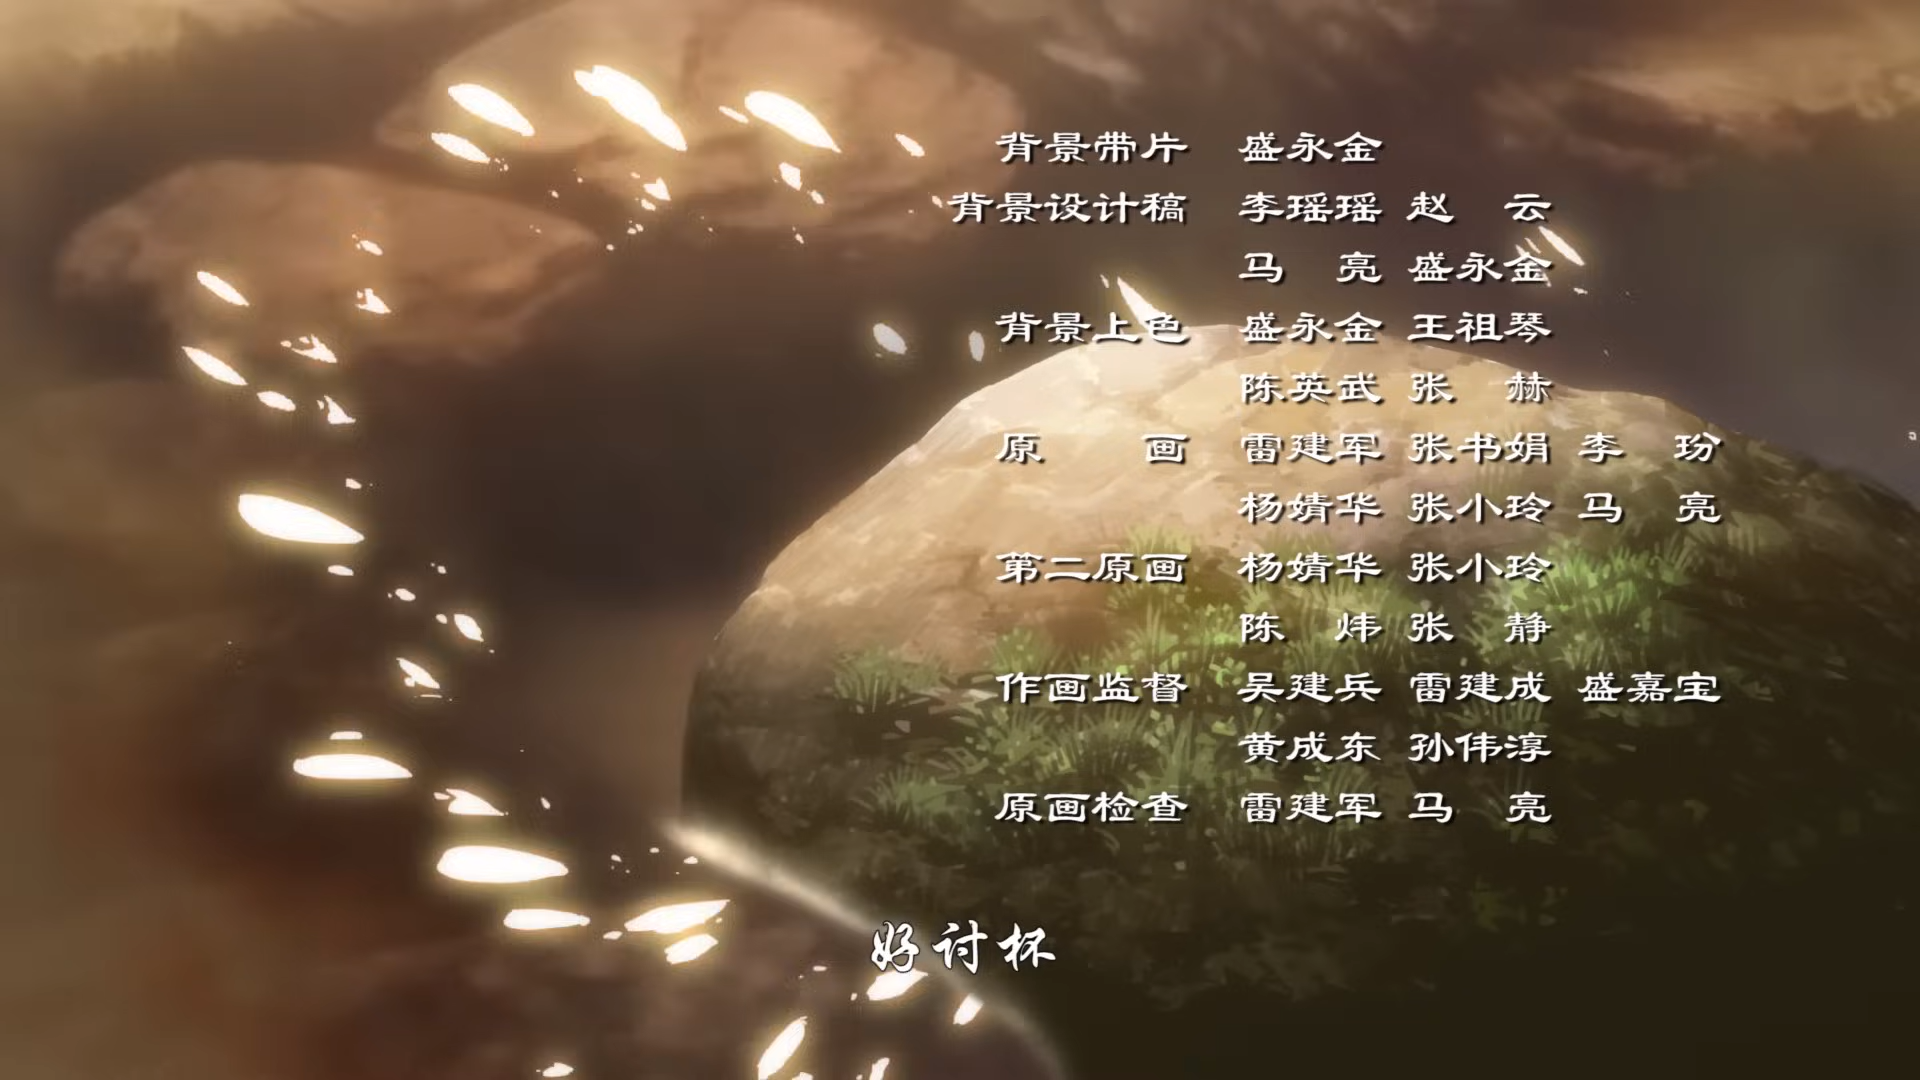 背景带片 盛永金
背景设计稿 李瑶瑶 赵 云
马 亮 盛永金
背景上色 盛永金 王祖琴
陈英武 张 赫
原 画 雷建军 张书娟 李 玢
杨婧华 张小玲 马 亮
第二原画 杨婧华 张小玲
陈 炜 张 静
作画监督 吴建兵 雷建成 盛嘉宝
黄成东 孙伟淳
原画检查 雷建军 马 亮
好讨杯